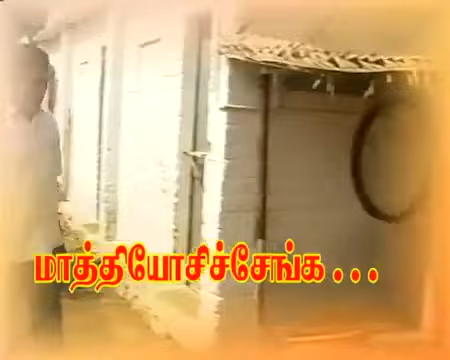 மாத்தியோசிச்சேங்க . . .